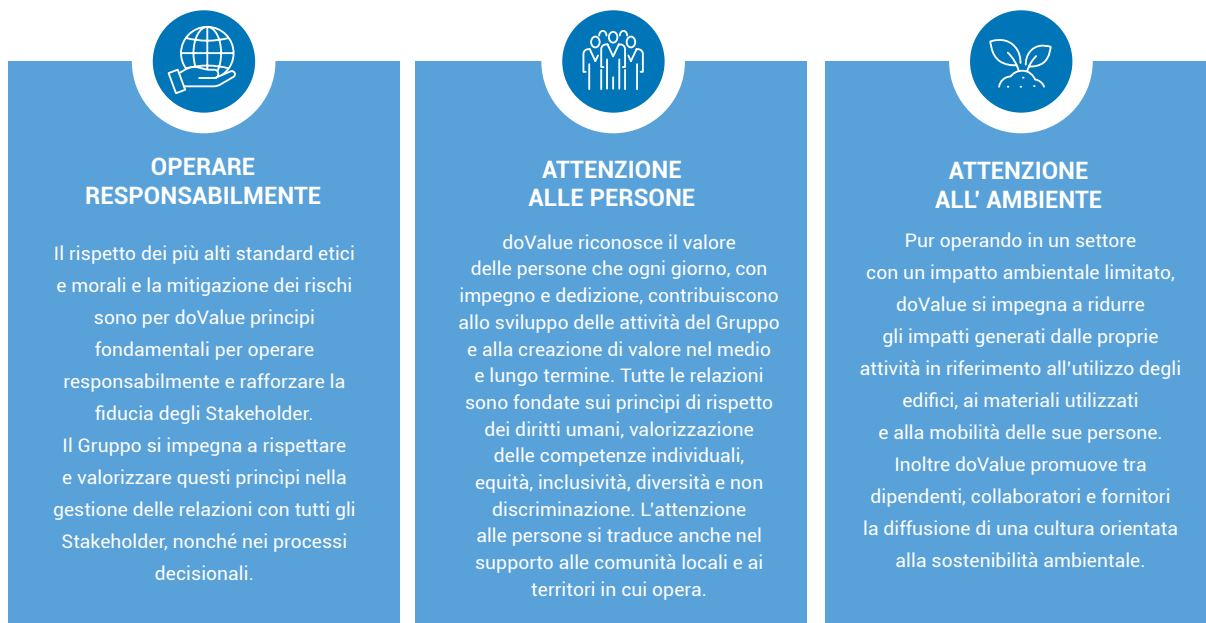 OPERARE
RESPONSABILMENTE
Il rispetto dei più alti standard etici
e morali e la mitigazione dei rischi
sono per doValue principi
fondamentali per operare
responsabilmente e rafforzare la
fiducia degli Stakeholder.
Il Gruppo si impegna a rispettare
e valorizzare questi princìpi nella
gestione delle relazioni con tutti gli
Stakeholder, nonché nei processi
decisionali.
ATTENZIONE
ALLE PERSONE
doValue riconosce il valore
delle persone che ogni giorno, con
impegno e dedizione, contribuiscono
allo sviluppo delle attività del Gruppo
e alla creazione di valore nel medio
e lungo termine. Tutte le relazioni
sono fondate sui princìpi di rispetto
dei diritti umani, valorizzazione
delle competenze individuali,
equità, inclusività, diversità e non
discriminazione. L'attenzione
alle persone si traduce anche nel
supporto alle comunità locali e ai
territori in cui opera.
ATTENZIONE
ALL' AMBIENTE
Pur operando in un settore
con un impatto ambientale limitato,
doValue si impegna a ridurre
gli impatti generati dalle proprie
attività in riferimento all'utilizzo degli
edifici, ai materiali utilizzati
e alla mobilità delle sue persone.
Inoltre doValue promuove tra
dipendenti, collaboratori e fornitori
la diffusione di una cultura orientata
alla sostenibilità ambientale.